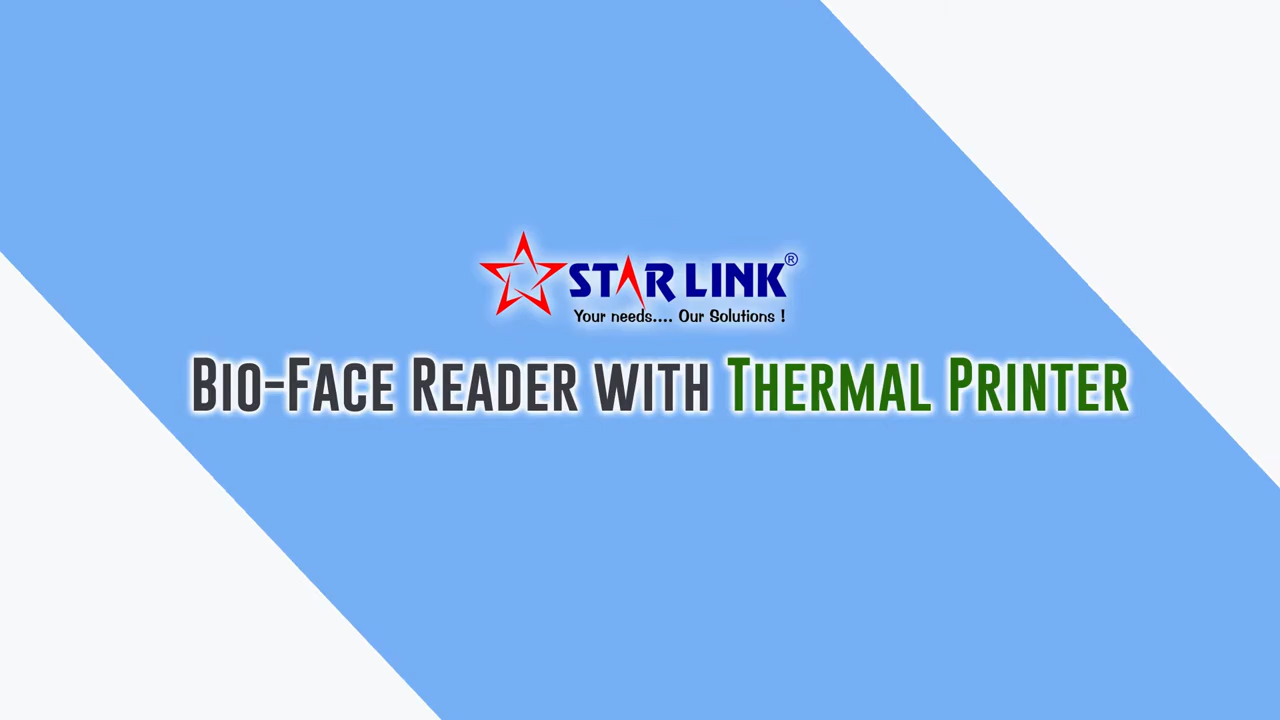 STAR LINK®
Your needs.... Our Solutions !
Bio-Face Reader with Thermal Printer